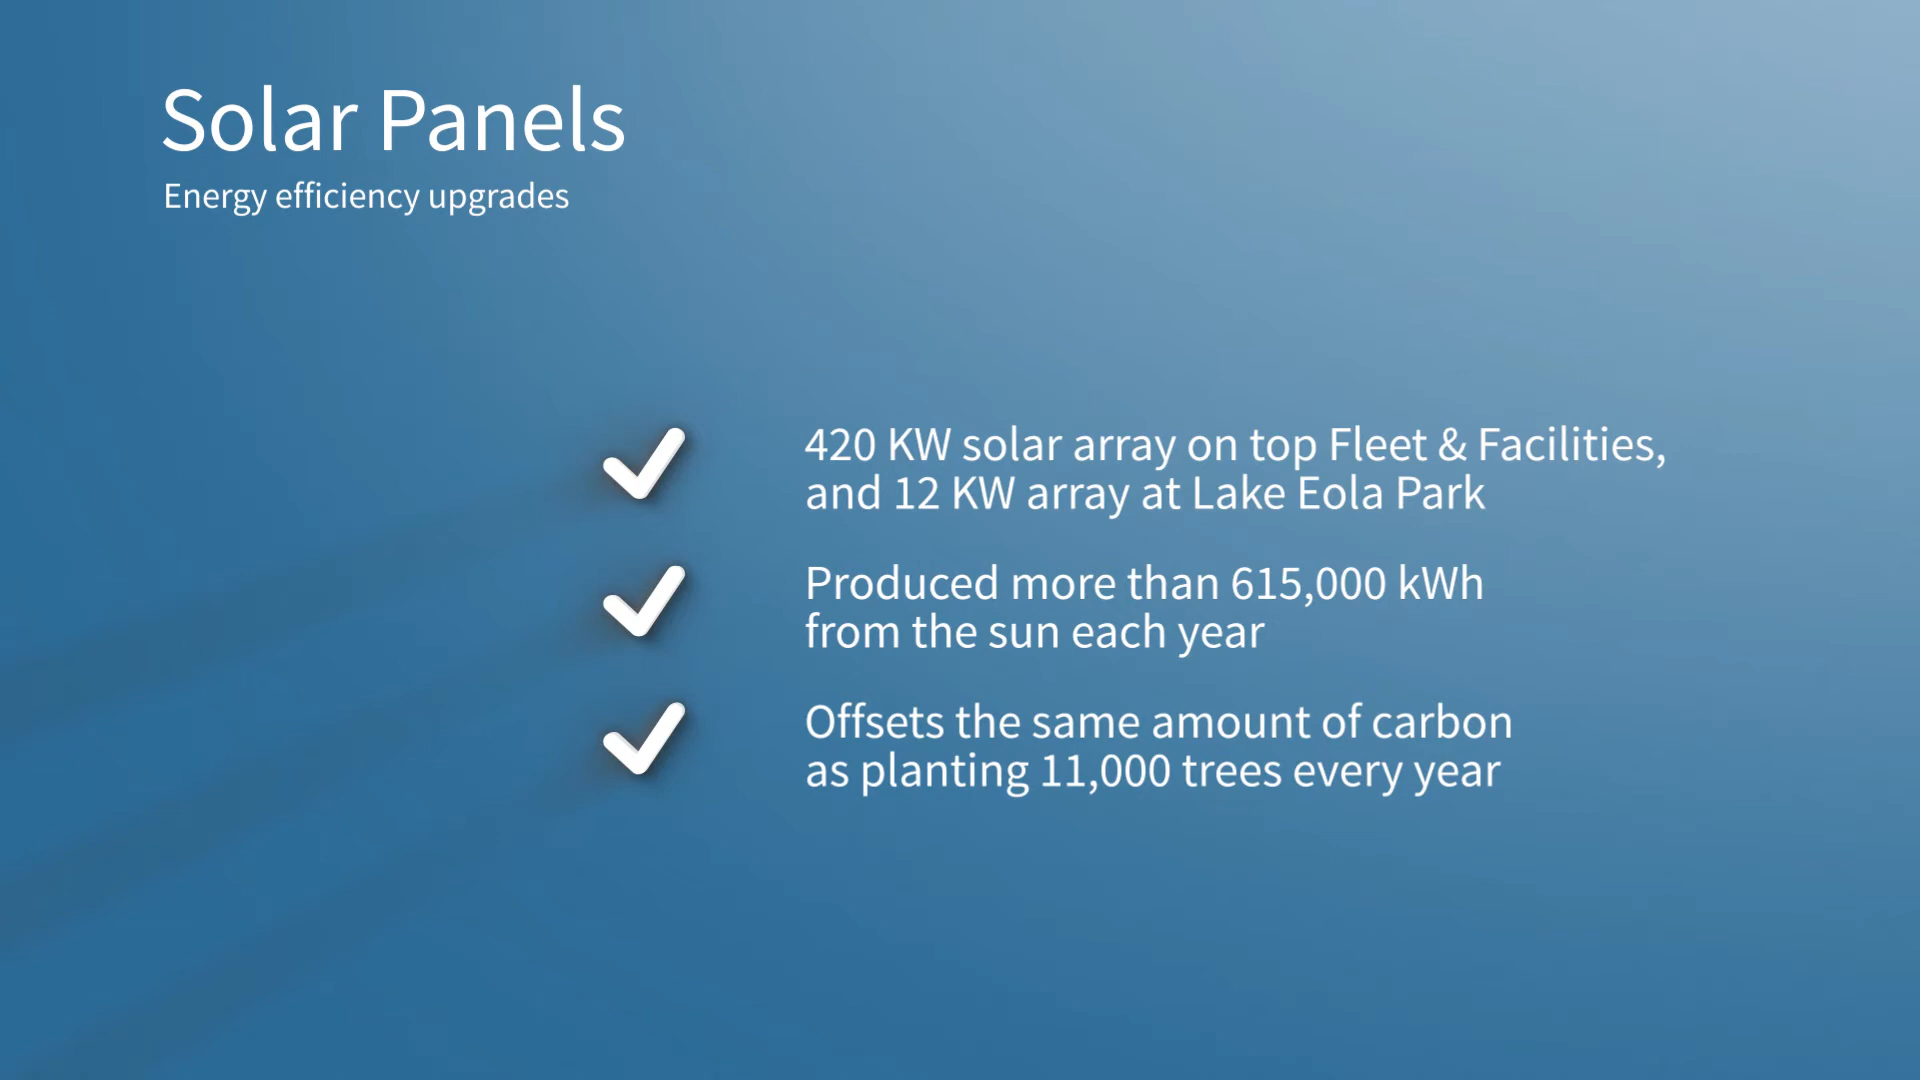 Solar Panels
Energy efficiency upgrades
420 KW solar array on top Fleet & Facilities,
and 12 KW array at Lake Eola Park
Produced more than 615,000 kWh
from the sun each year
Offsets the same amount of carbon
as planting 11,000 trees every year